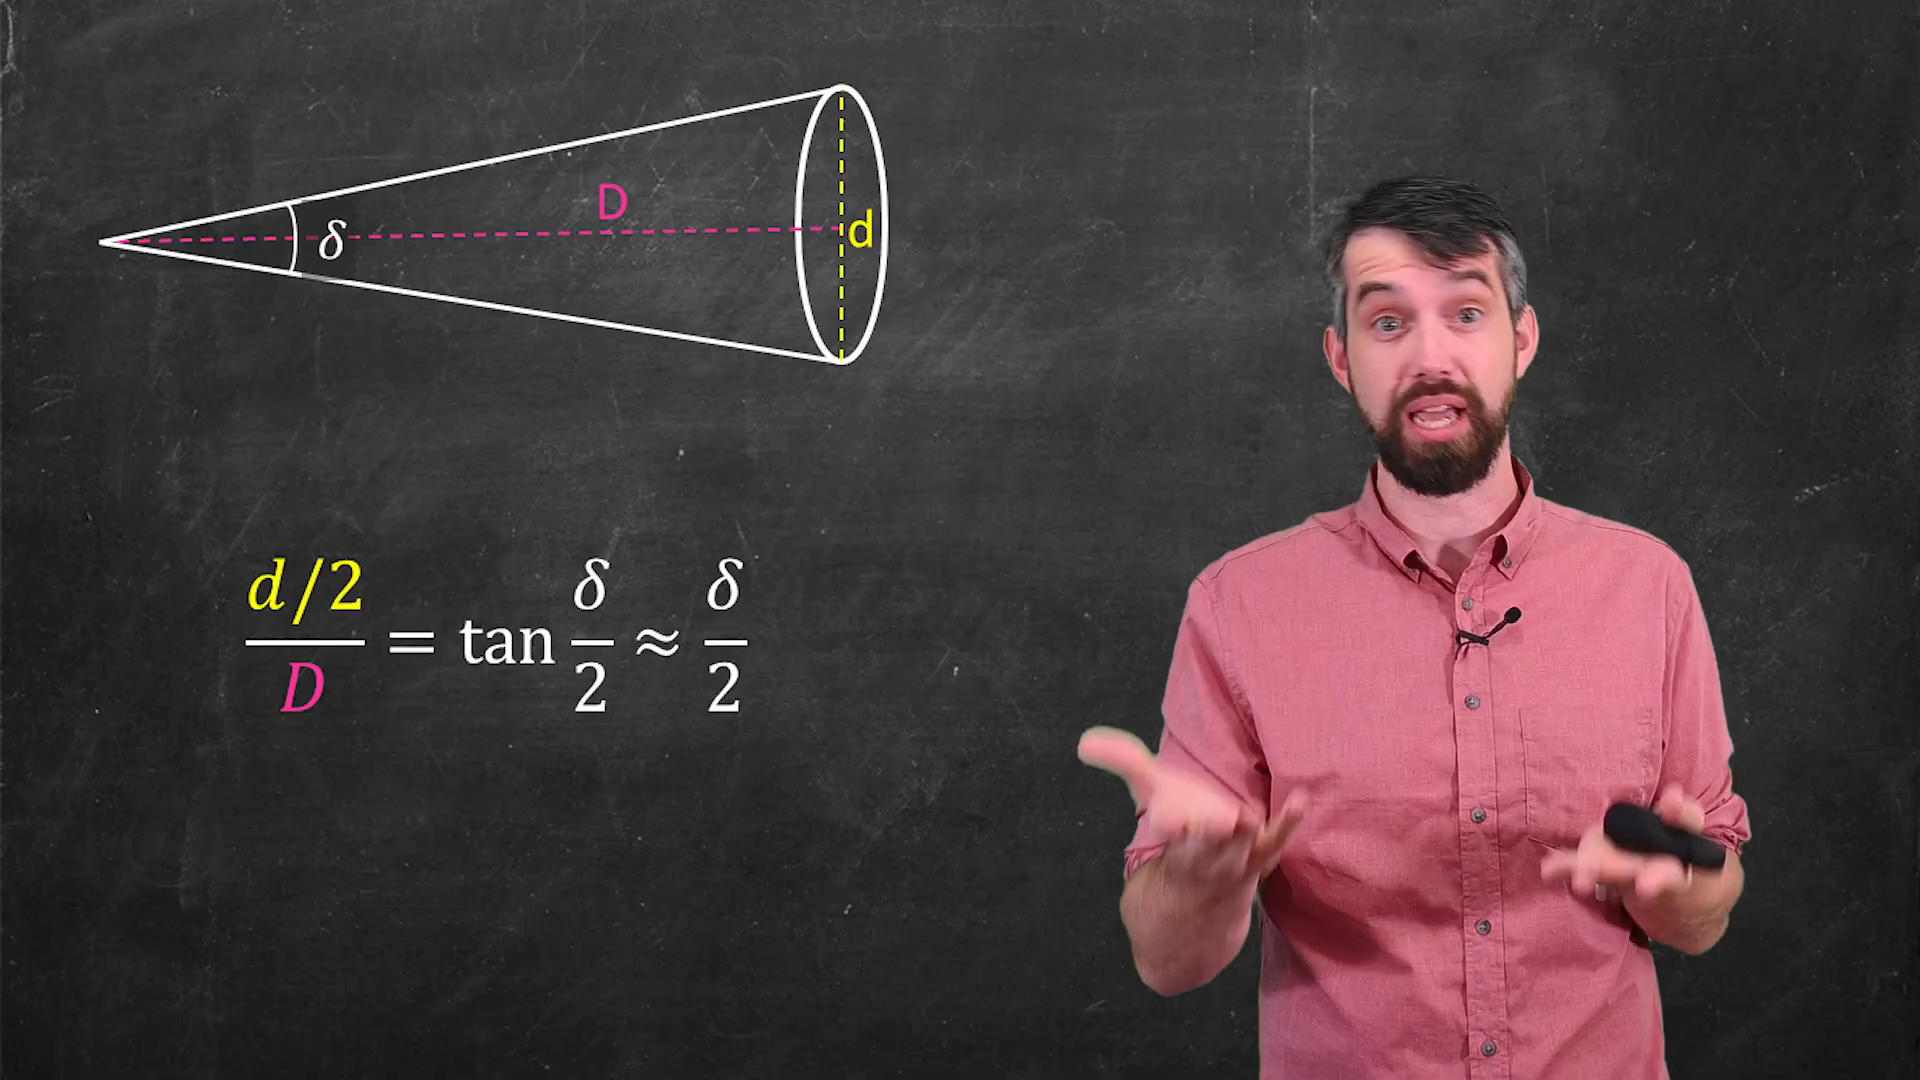 D
δ
d
d/2 / D = tan δ/2 ≈ δ/2